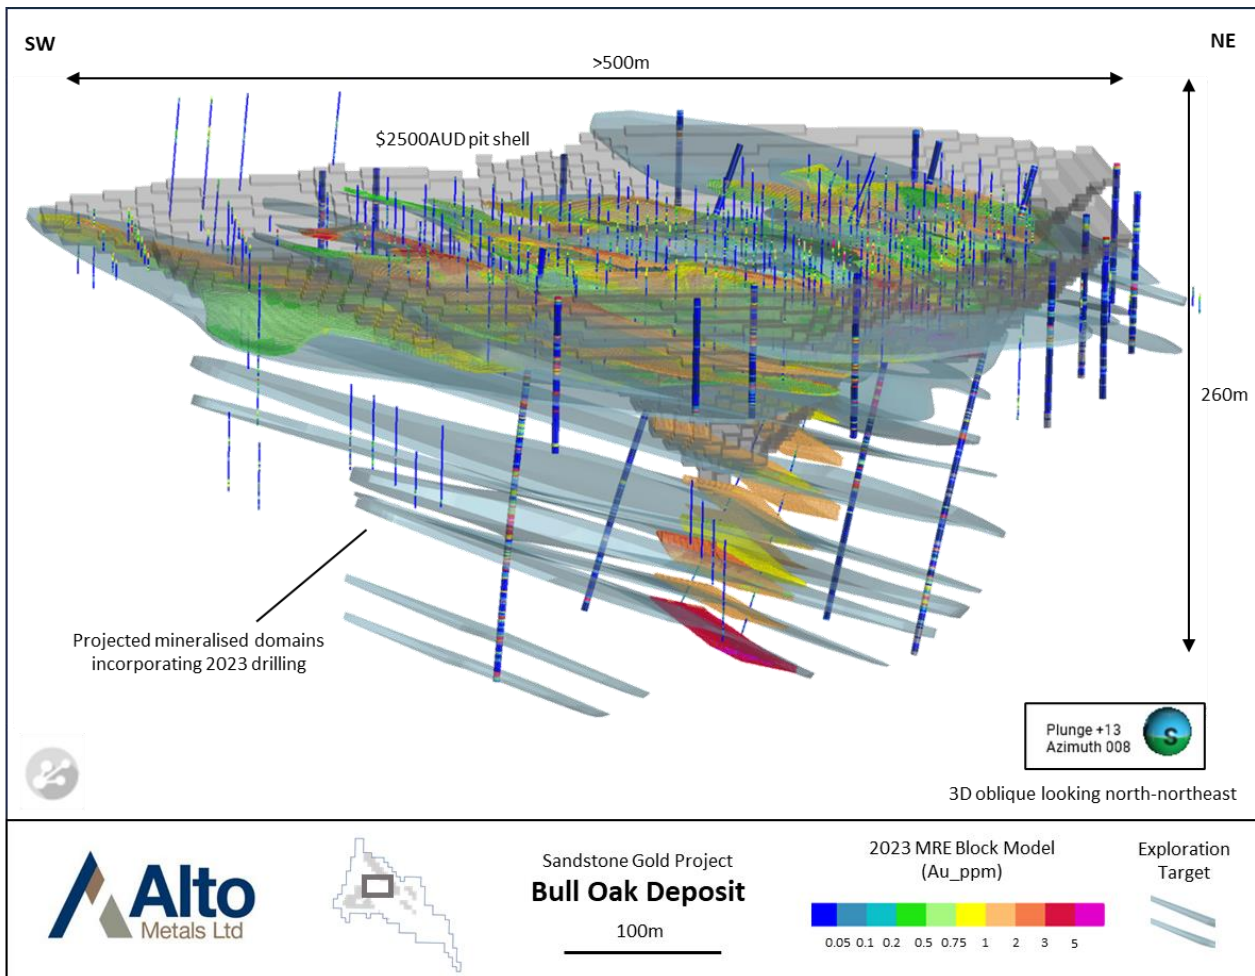 SW
NE
>500m
$2500AUD pit shell
260m
Projected mineralised domains
incorporating 2023 drilling
Plunge +13
Azimuth 008
S
3D oblique looking north-northeast
Alto
Metals Ltd
Sandstone Gold Project
Bull Oak Deposit
100m
2023 MRE Block Model
(Au_ppm)
0.05 0.1 0.2 0.5 0.75 1 2 3 5
Exploration
Target